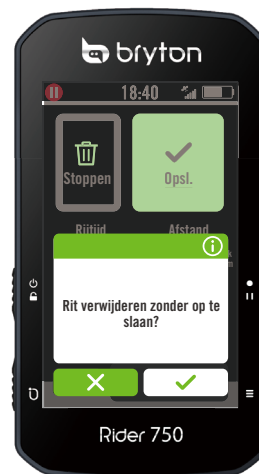 bryton
18:40
Stoppen
Opsl.
Rijtijd
Afstand
Rit verwijderen zonder op te
slaan?
Rider 750